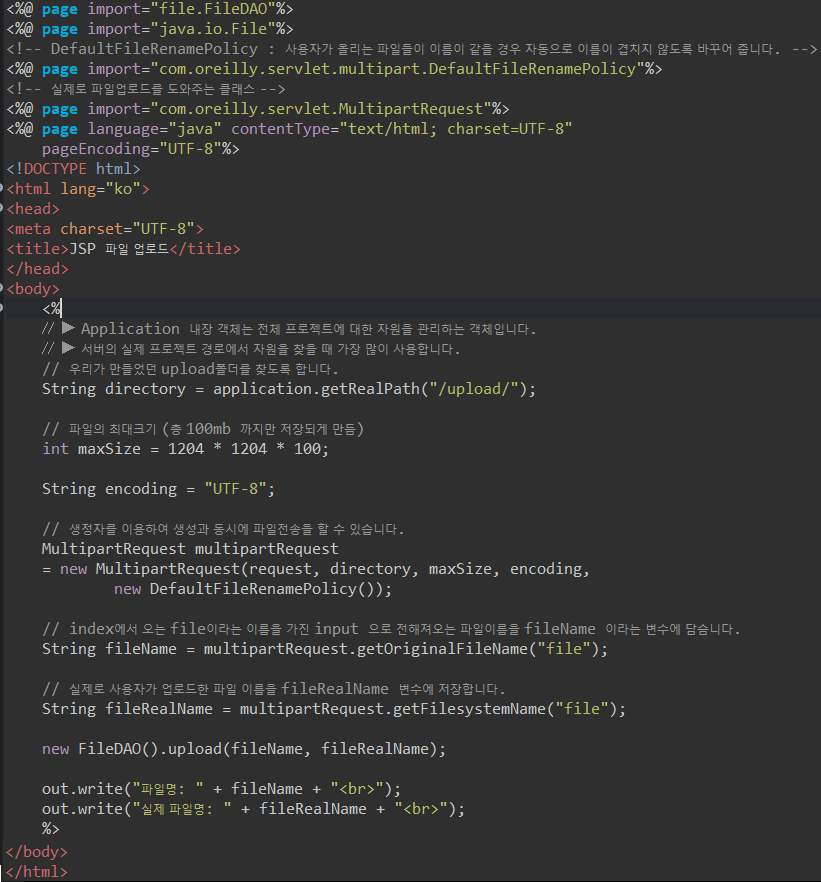 <%@ page import="file.FileDAO"%>
<%@ page import="java.io.File"%>
<!-- DefaultFileRenamePolicy : 사용자가 올리는 파일들이 이름이 같을 경우 자동으로 이름이 겹치지 않도록 바꾸어 줍니다. -->
<%@ page import="com.oreilly.servlet.multipart.DefaultFileRenamePolicy"%>
<!-- 실제로 파일업로드를 도와주는 클래스 -->
<%@ page import="com.oreilly.servlet.MultipartRequest"%>
<%@ page language="java" contentType="text/html; charset=UTF-8"
pageEncoding="UTF-8"%>
<!DOCTYPE html>
<html lang="ko">
<head>
<meta charset="UTF-8">
<title>JSP 파일 업로드</title>
</head>
<body>
<%
// ▶ Application 내장 객체는 전체 프로젝트에 대한 자원을 관리하는 객체입니다.
// ▶ 서버의 실제 프로젝트 경로에서 자원을 찾을 때 가장 많이 사용합니다.
// 우리가 만들었던 upload폴더를 찾도록 합니다.
String directory = application.getRealPath("/upload/");
// 파일의 최대크기 (총 100mb 까지만 저장되게 만듬)
int maxSize = 1204 * 1204 * 100;
String encoding = "UTF-8";
// 생정자를 이용하여 생성과 동시에 파일전송을 할 수 있습니다.
MultipartRequest multipartRequest
= new MultipartRequest(request, directory, maxSize, encoding,
new DefaultFileRenamePolicy());
// index에서 오는 file이라는 이름을 가진 input 으로 전해져오는 파일이름을 fileName 이라는 변수에 담습니다.
String fileName = multipartRequest.getOriginalFileName("file");
// 실제로 사용자가 업로드한 파일 이름을 fileRealName 변수에 저장합니다.
String fileRealName = multipartRequest.getFilesystemName("file");
new FileDAO().upload(fileName, fileRealName);
out.write("파일명: " + fileName + "<br>");
out.write("실제 파일명: " + fileRealName + "<br>");
%>
</body>
</html>